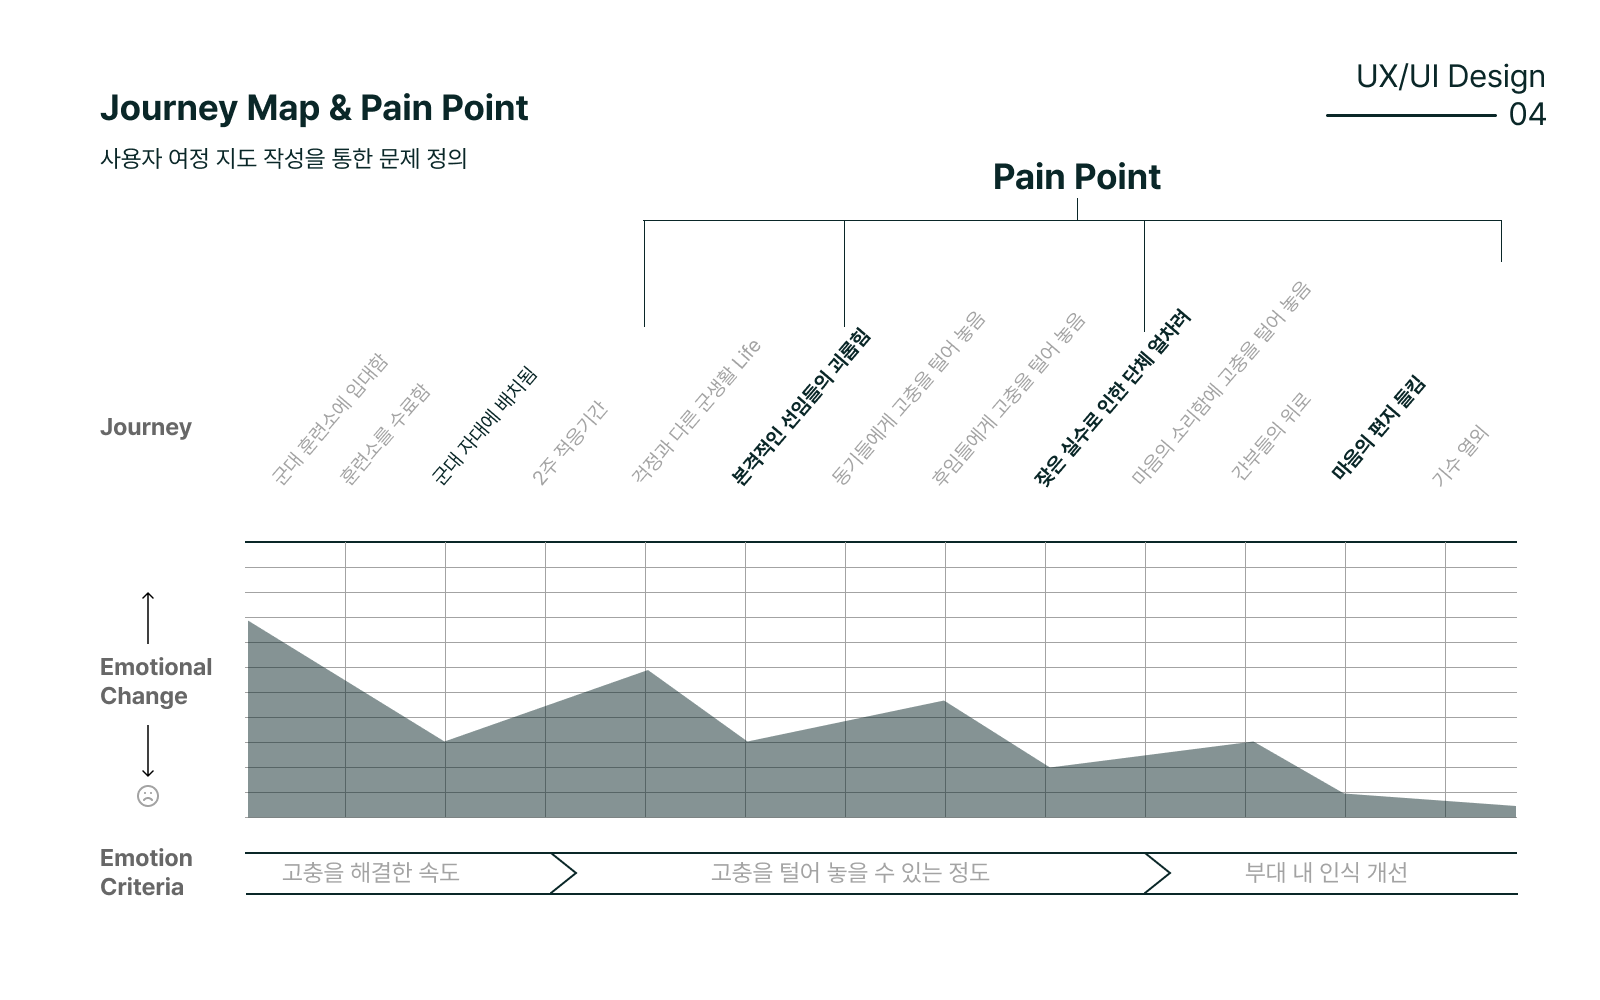 UX/UI Design
04
Journey Map & Pain Point
사용자 여정 지도 작성을 통한 문제 정의
Pain Point
Journey
군대 훈련소에 입대함
훈련소를 수료함
군대 자대에 배치됨
2주 적응기간
걱정과 다른 군생활 Life
본격적인 선임들의 괴롭힘
동기들에게 고충을 털어 놓음
후임들에게 고충을 털어 놓음
잦은 실수로 인한 단체 얼차려
마음의 소리함에 고충을 털어 놓음
간부들의 위로
마음의 편지 들킴
기수 열외
Emotional
Change
Emotion
Criteria
고충을 해결한 속도
고충을 털어 놓을 수 있는 정도
부대 내 인식 개선